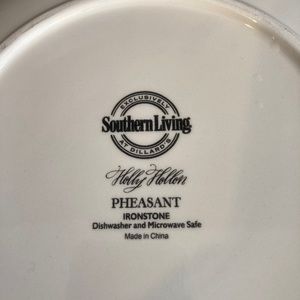 EXCLUSIVELY
Southern Living
AT DILLARD'S
Holly Hollon
PHEASANT
IRONSTONE
Dishwasher and Microwave Safe
Made in China